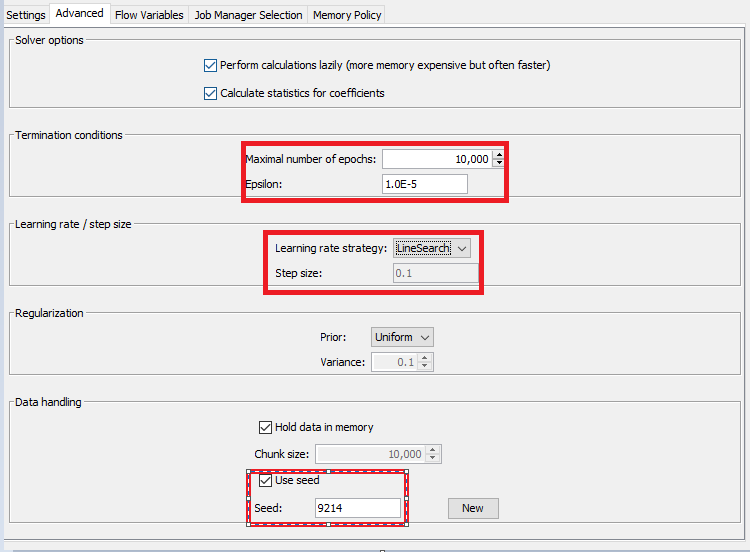 Settings Advanced Flow Variables Job Manager Selection Memory Policy
Solver options
Perform calculations lazily (more memory expensive but often faster)
Calculate statistics for coefficients
Termination conditions
Maximal number of epochs: 10,000
Epsilon: 1.0E-5
Learning rate / step size
Learning rate strategy: LineSearch
Step size: 0.1
Regularization
Prior: Uniform
Variance: 0.1
Data handling
Hold data in memory
Chunk size: 10,000
Use seed
Seed: 9214 New